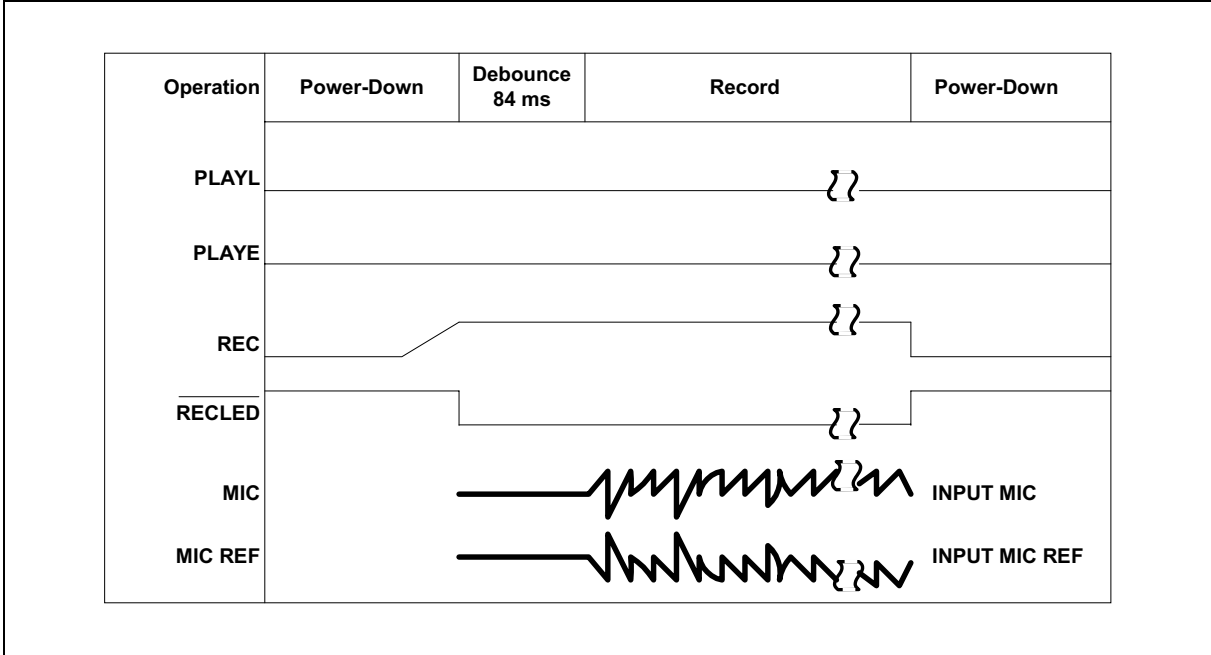 Operation
Power-Down
Debounce
84 ms
Record
Power-Down
PLAYL
PLAYE
REC
RECLED
MIC
INPUT MIC
MIC REF
INPUT MIC REF